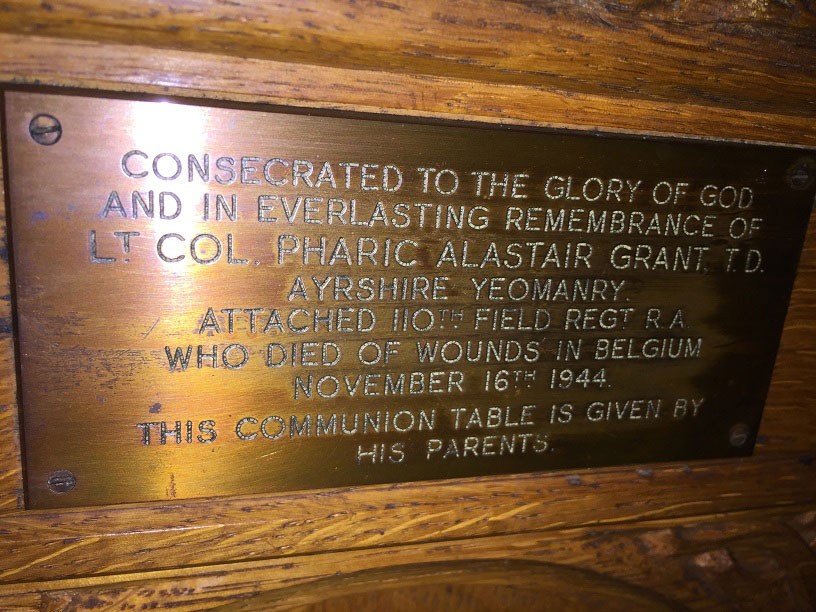 CONSECRATED TO THE GLORY OF GOD
AND IN EVERLASTING REMEMBRANCE OF
LT COL. PHARIC ALASTAIR GRANT, T.D.
AYRSHIRE YEOMANRY.
ATTACHED 110TH FIELD REGT R.A.
WHO DIED OF WOUNDS IN BELGIUM
NOVEMBER 16TH 1944.
THIS COMMUNION TABLE IS GIVEN BY
HIS PARENTS.